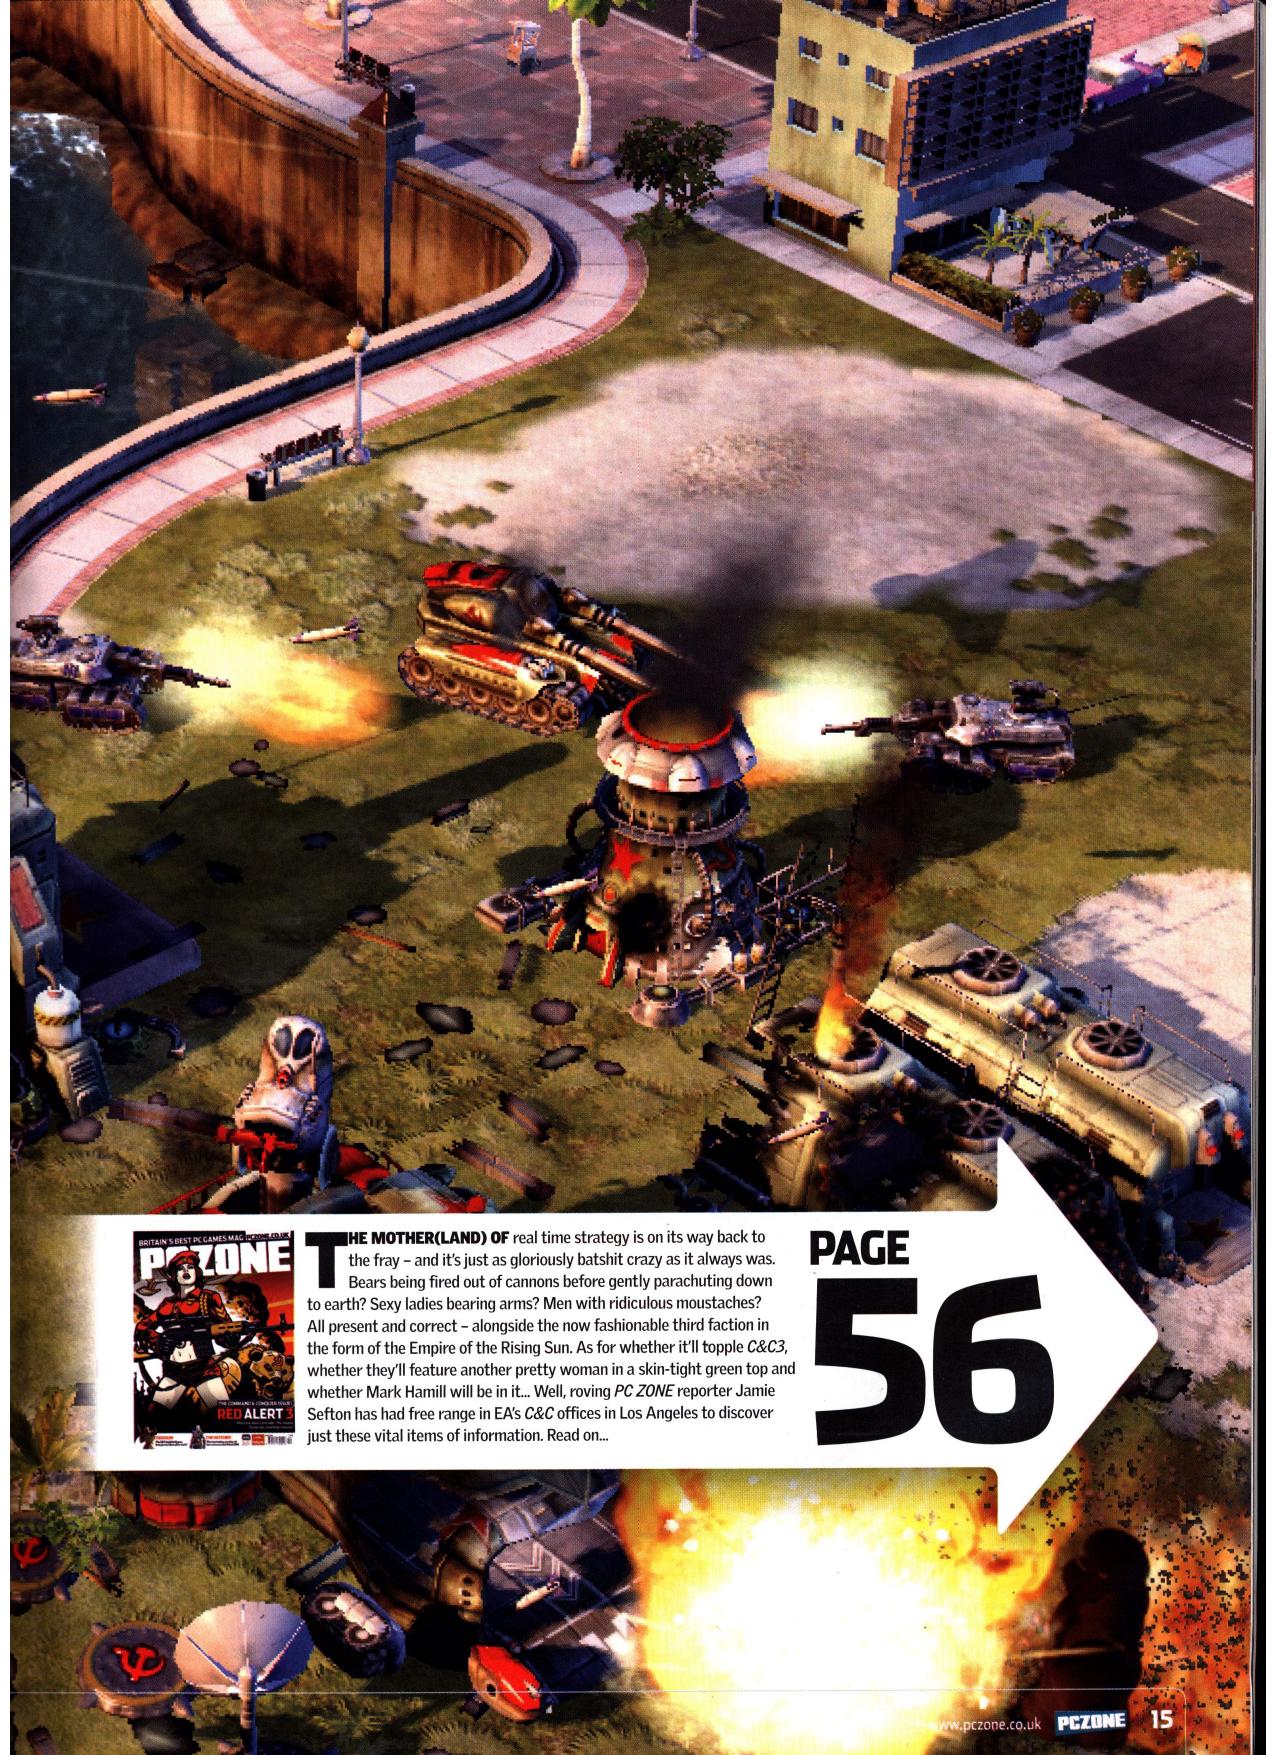 BRITAIN'S BEST PC GAMES MAG PCZONE.CO.UK
PCZONE
THE COMMAND & CONQUER ISSUE!
RED ALERT 3
THE MOTHER(LAND) OF real time strategy is on its way back to
the fray – and it's just as gloriously batshit crazy as it always was.
Bears being fired out of cannons before gently parachuting down
to earth? Sexy ladies bearing arms? Men with ridiculous moustaches?
All present and correct – alongside the now fashionable third faction in
the form of the Empire of the Rising Sun. As for whether it'll topple C&C3,
whether they'll feature another pretty woman in a skin-tight green top and
whether Mark Hamill will be in it... Well, roving PC ZONE reporter Jamie
Sefton has had free range in EA's C&C offices in Los Angeles to discover
just these vital items of information. Read on...
PAGE
56
www.pczone.co.uk PCZONE 15